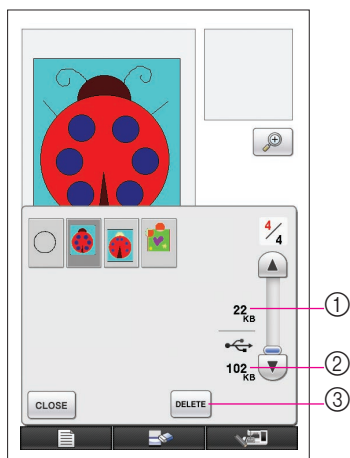 4/4
22 KB
①
102 KB
②
CLOSE
DELETE
③